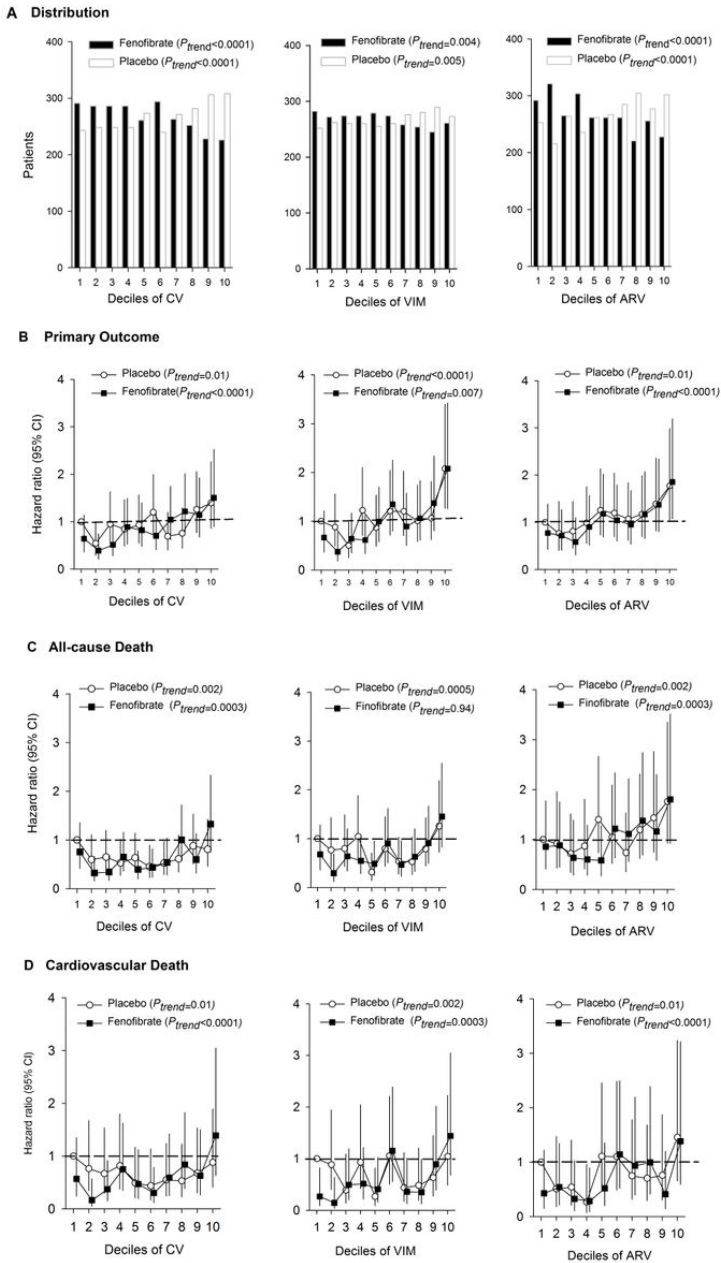 A Distribution
Fenofibrate (Ptrend<0.0001)
Placebo (Ptrend<0.0001)
400
300
200
100
0
Patients
1 2 3 4 5 6 7 8 9 10
Deciles of CV
Fenofibrate (Ptrend=0.004)
Placebo (Ptrend=0.005)
400
300
200
100
0
1 2 3 4 5 6 7 8 9 10
Deciles of VIM
Fenofibrate (Ptrend<0.0001)
Placebo (Ptrend<0.0001)
400
300
200
100
0
1 2 3 4 5 6 7 8 9 10
Deciles of ARV
B Primary Outcome
Placebo (Ptrend=0.01)
Fenofibrate(Ptrend<0.0001)
4
3
2
1
0
Hazard ratio (95% CI)
1 2 3 4 5 6 7 8 9 10
Deciles of CV
Placebo (Ptrend<0.0001)
Fenofibrate (Ptrend=0.007)
4
3
2
1
0
1 2 3 4 5 6 7 8 9 10
Deciles of VIM
Placebo (Ptrend=0.01)
Fenofibrate (Ptrend<0.0001)
4
3
2
1
0
1 2 3 4 5 6 7 8 9 10
Deciles of ARV
C All-cause Death
Placebo (Ptrend=0.002)
Fenofibrate (Ptrend=0.0003)
4
3
2
1
0
Hazard ratio (95% CI)
1 2 3 4 5 6 7 8 9 10
Deciles of CV
Placebo (Ptrend=0.0005)
Finofibrate (Ptrend=0.94)
4
3
2
1
0
1 2 3 4 5 6 7 8 9 10
Deciles of VIM
Placebo (Ptrend=0.002)
Finofibrate (Ptrend=0.0003)
4
3
2
1
0
1 2 3 4 5 6 7 8 9 10
Deciles of ARV
D Cardiovascular Death
Placebo (Ptrend=0.01)
Fenofibrate (Ptrend<0.0001)
4
3
2
1
0
Hazard ratio (95% CI)
1 2 3 4 5 6 7 8 9 10
Deciles of CV
Placebo (Ptrend=0.002)
Fenofibrate (Ptrend=0.0003)
4
3
2
1
0
1 2 3 4 5 6 7 8 9 10
Deciles of VIM
Placebo (Ptrend=0.01)
Fenofibrate (Ptrend<0.0001)
4
3
2
1
0
1 2 3 4 5 6 7 8 9 10
Deciles of ARV